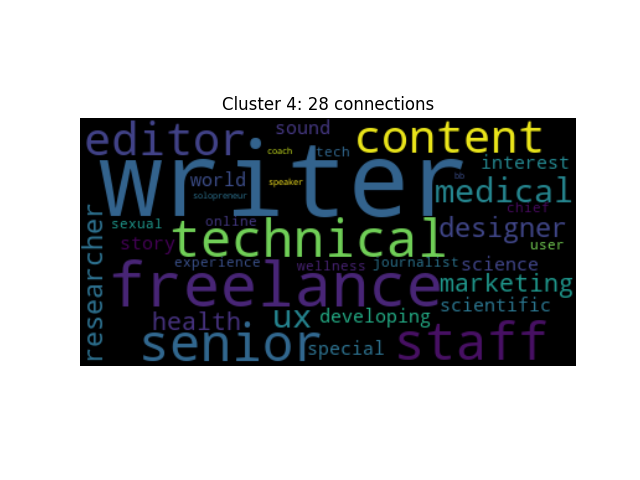 Cluster 4: 28 connections
editor sound content
coach tech
writer
interest
world bb medical
speaker
solopreneur
chief
sexual online designer
story technical user
researcher
experience wellness journalist science
freelance marketing
scientific
health ux developing
senior special staff